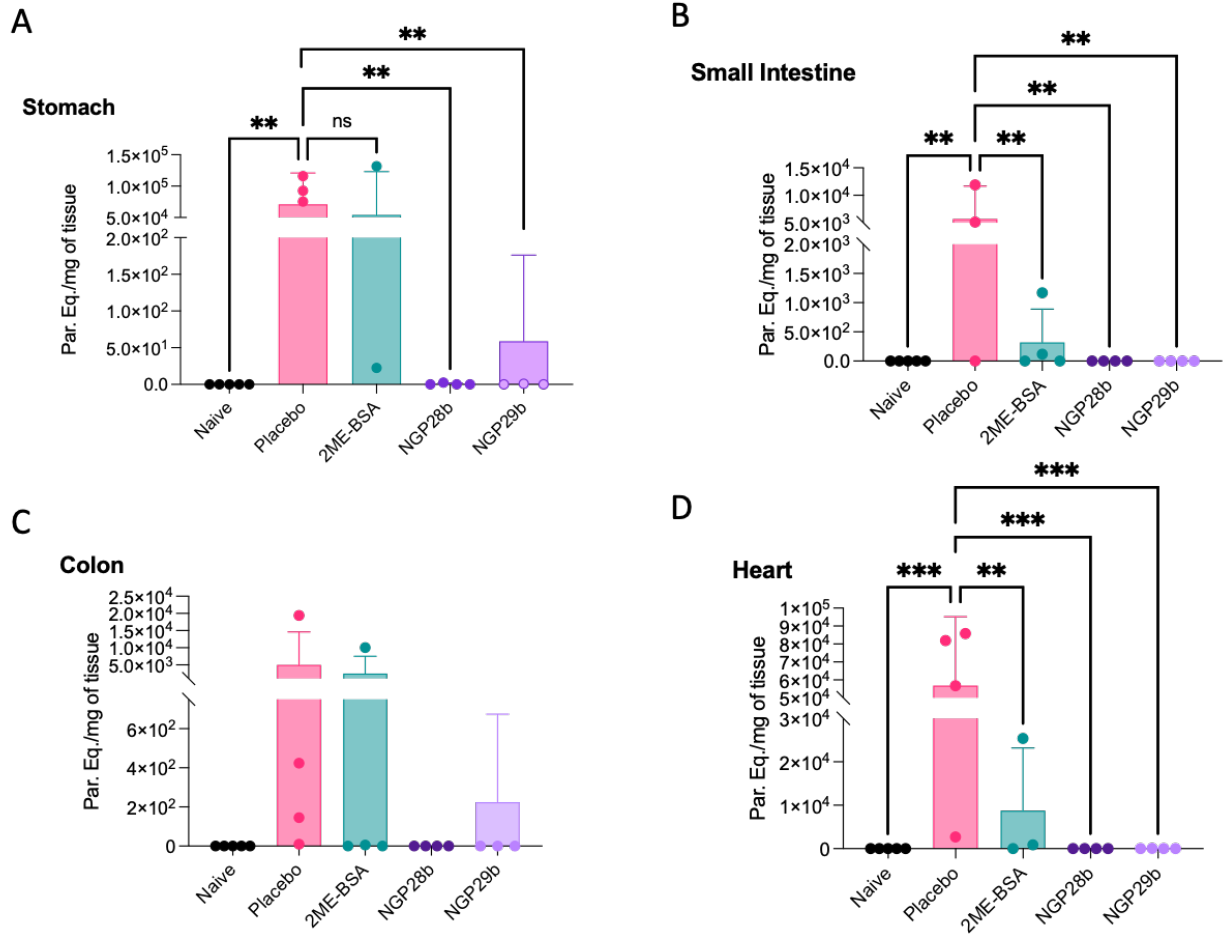 A
Stomach
**
**
**
ns
Par. Eq./mg of tissue
1.5×10⁵
1.0×10⁵
5.0×10⁴
2.0×10²
1.5×10²
1.0×10²
5.0×10¹
0.0
Naive
Placebo
2ME-BSA
NGP28b
NGP29b
B
Small Intestine
**
**
**
**
Par. Eq./mg of tissue
1.5×10⁴
1.0×10⁴
5.0×10³
2.0×10³
1.5×10³
1.0×10³
5.0×10²
0.0
Naive
Placebo
2ME-BSA
NGP28b
NGP29b
C
Colon
Par. Eq./mg of tissue
2.5×10⁴
2.0×10⁴
1.5×10⁴
1.0×10⁴
5.0×10³
6×10²
4×10²
2×10²
0
Naive
Placebo
2ME-BSA
NGP28b
NGP29b
D
Heart
***
***
***
**
Par. Eq./mg of tissue
1×10⁵
9×10⁴
8×10⁴
7×10⁴
6×10⁴
5×10⁴
3×10⁴
2×10⁴
1×10⁴
0
Naive
Placebo
2ME-BSA
NGP28b
NGP29b